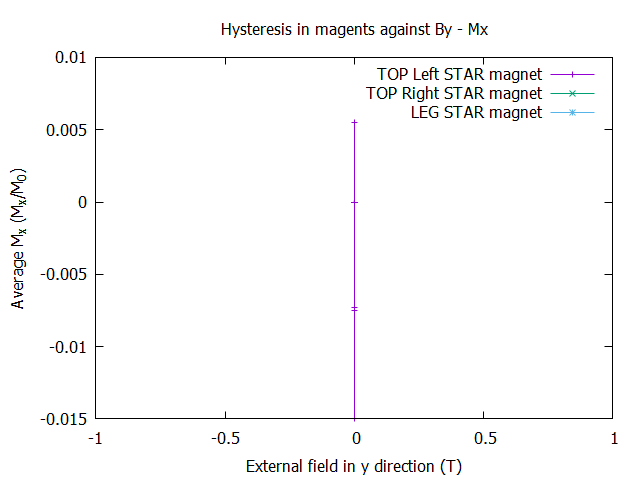 Hysteresis in magents against By - Mx
TOP Left STAR magnet
TOP Right STAR magnet
LEG STAR magnet
0.01
0.005
0
-0.005
-0.01
-0.015
Average Mx (Mx/M0)
-1
-0.5
0
0.5
1
External field in y direction (T)